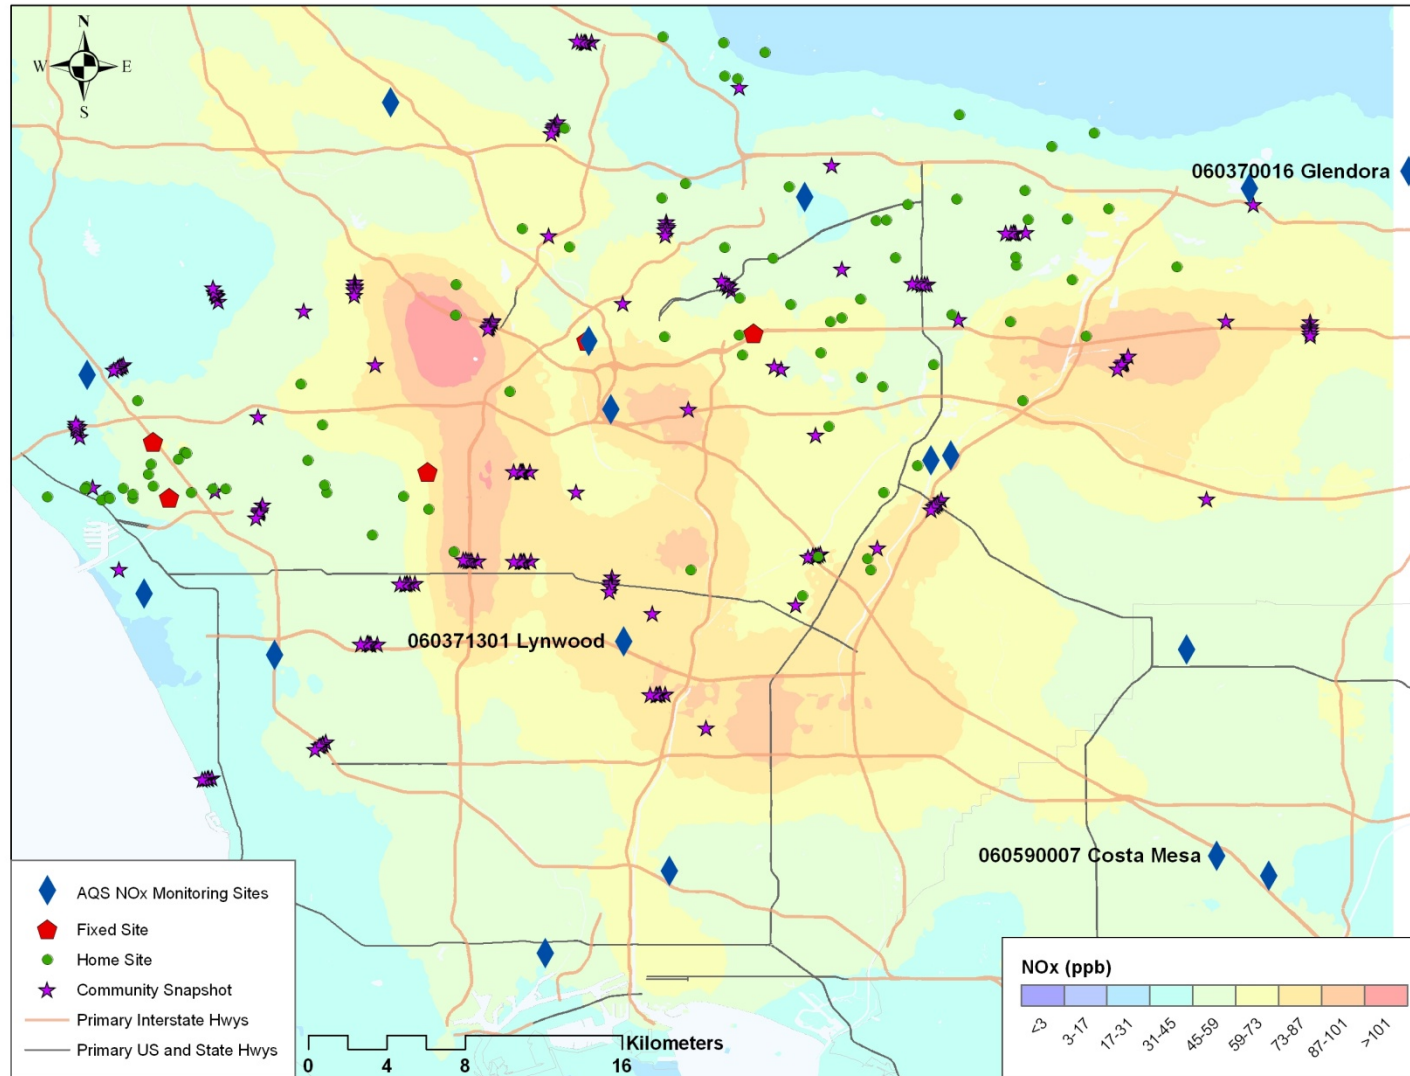 N
W E
S
060370016 Glendora
060371301 Lynwood
060590007 Costa Mesa
AQS NOx Monitoring Sites
Fixed Site
Home Site
Community Snapshot
Primary Interstate Hwys
Primary US and State Hwys
Kilometers
0 4 8 16
NOx (ppb)
<3 3-17 17-31 31-45 45-59 59-73 73-87 87-101 >101